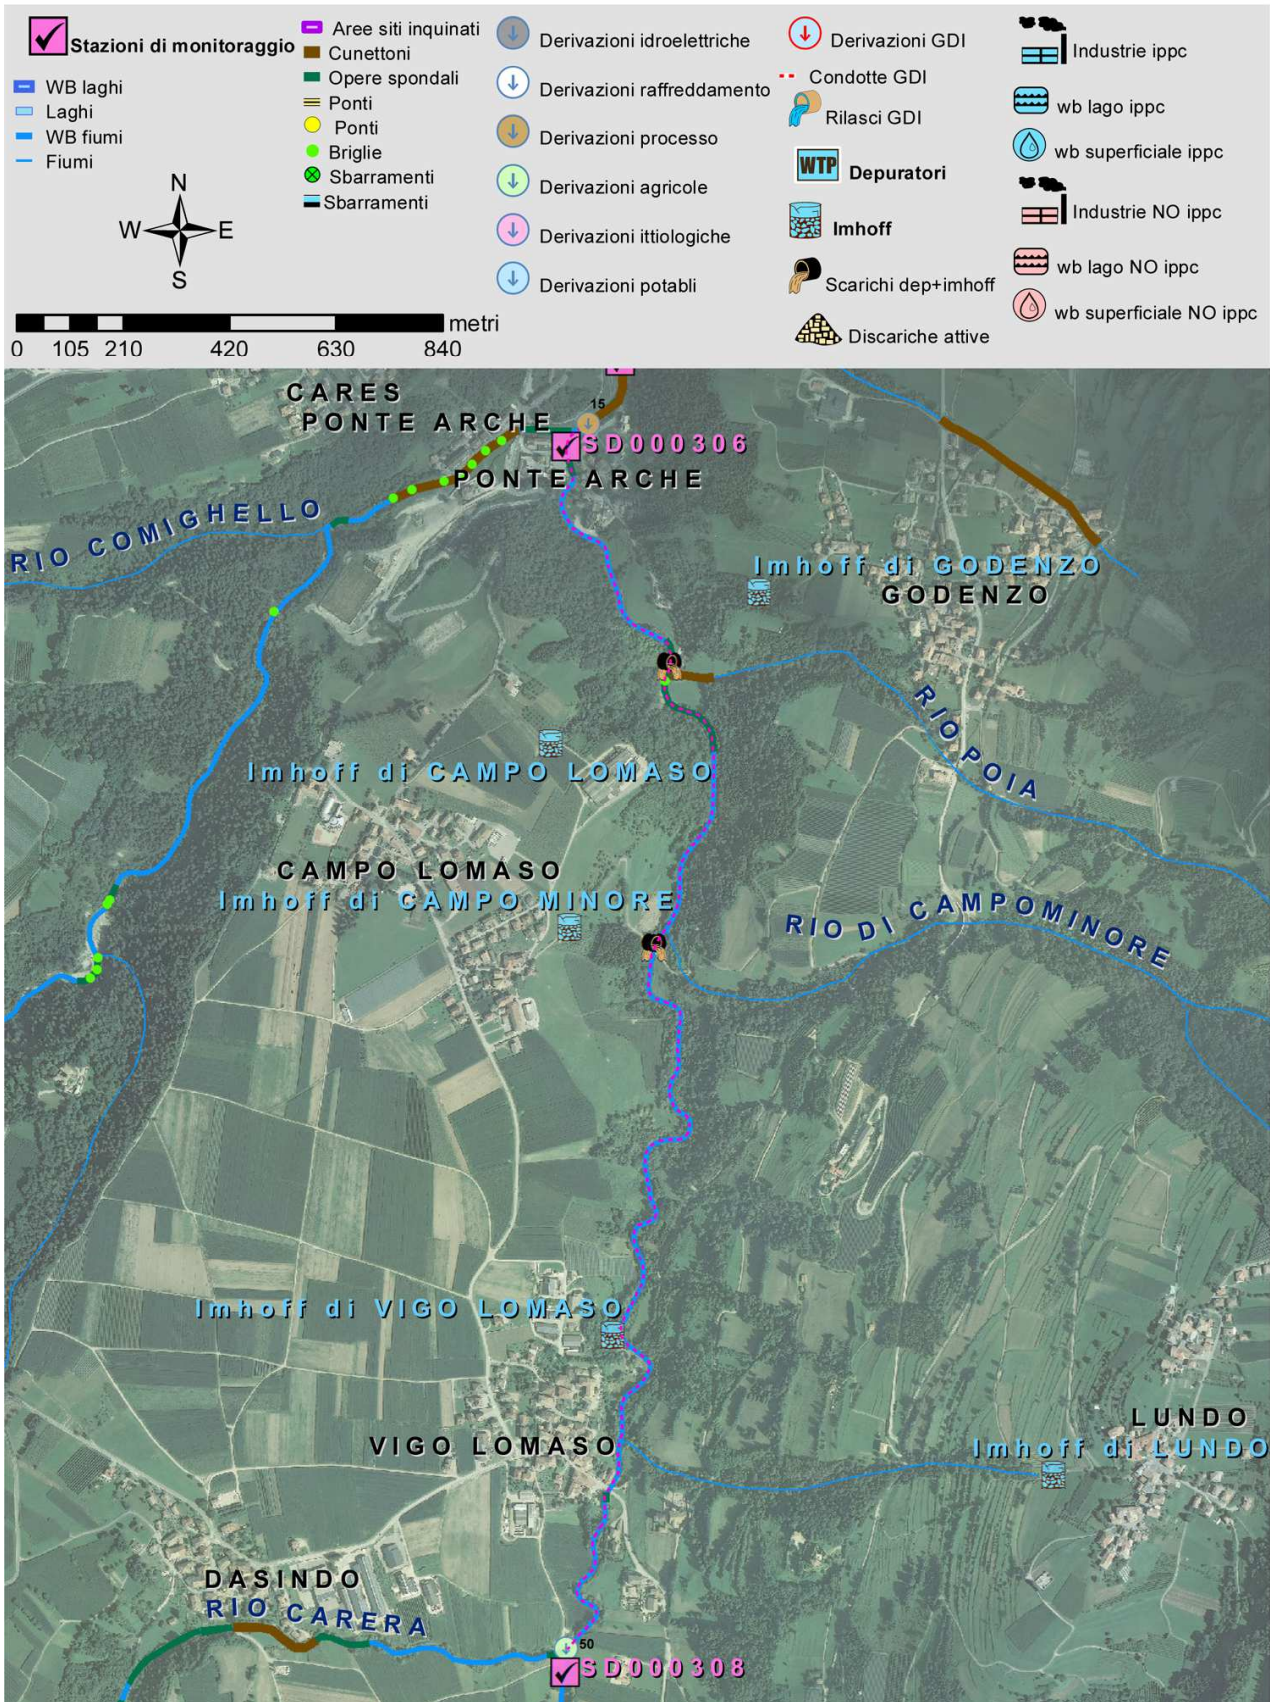 Stazioni di monitoraggio
WB laghi
Laghi
WB fiumi
Fiumi
N
W E
S
metri
0 105 210 420 630 840
Aree siti inquinati
Cunettoni
Opere spondali
Ponti
Ponti
Briglie
Sbarramenti
Sbarramenti
Derivazioni idroelettriche
Derivazioni raffreddamento
Derivazioni processo
Derivazioni agricole
Derivazioni ittiologiche
Derivazioni potabli
Derivazioni GDI
Condotte GDI
Rilasci GDI
WTP Depuratori
Imhoff
Scarichi dep+imhoff
Discariche attive
Industrie ippc
wb lago ippc
wb superficiale ippc
Industrie NO ippc
wb lago NO ippc
wb superficiale NO ippc
CARES
PONTE ARCHE
15
SD000306
PONTE ARCHE
RIO COMIGHELLO
Imhoff di GODENZO
GODENZO
RIO POIA
Imhoff di CAMPO LOMASO
CAMPO LOMASO
Imhoff di CAMPO MINORE
RIO DI CAMPOMINORE
Imhoff di VIGO LOMASO
VIGO LOMASO
LUNDO
Imhoff di LUNDO
DASINDO
RIO CARERA
50
SD000308